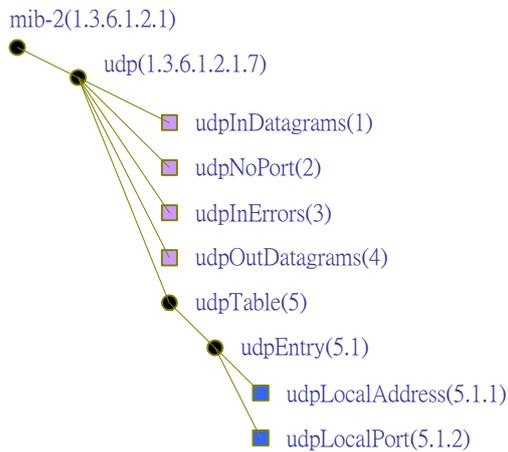 mib-2(1.3.6.1.2.1)
udp(1.3.6.1.2.1.7)
udpInDatagrams(1)
udpNoPort(2)
udpInErrors(3)
udpOutDatagrams(4)
udpTable(5)
udpEntry(5.1)
udpLocalAddress(5.1.1)
udpLocalPort(5.1.2)